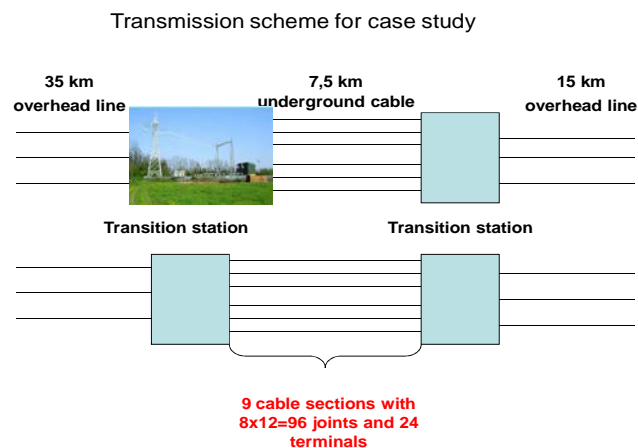 Transmission scheme for case study
35 km
overhead line
7,5 km
underground cable
15 km
overhead line
Transition station
Transition station
9 cable sections with
8x12=96 joints and 24
terminals